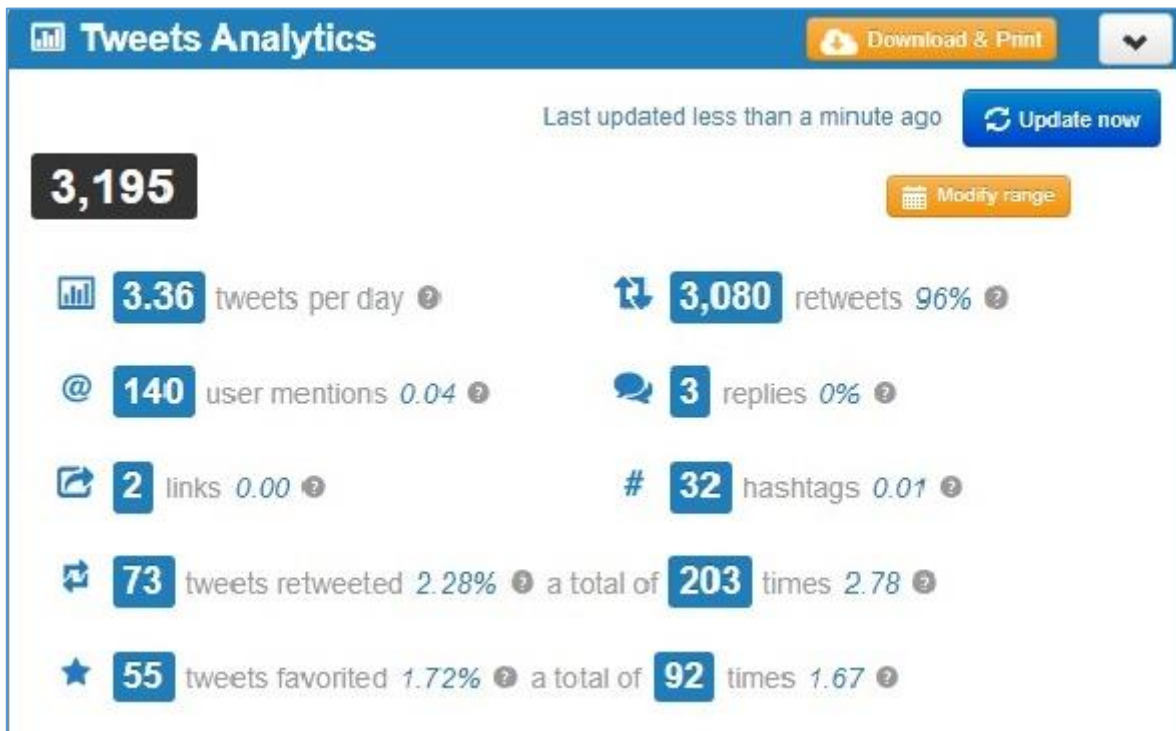 Tweets Analytics
Download & Print
Last updated less than a minute ago
Update now
3,195
Modify range
3.36 tweets per day
3,080 retweets 96%
@ 140 user mentions 0.04
3 replies 0%
2 links 0.00
# 32 hashtags 0.01
73 tweets retweeted 2.28% a total of 203 times 2.78
55 tweets favorited 1.72% a total of 92 times 1.67